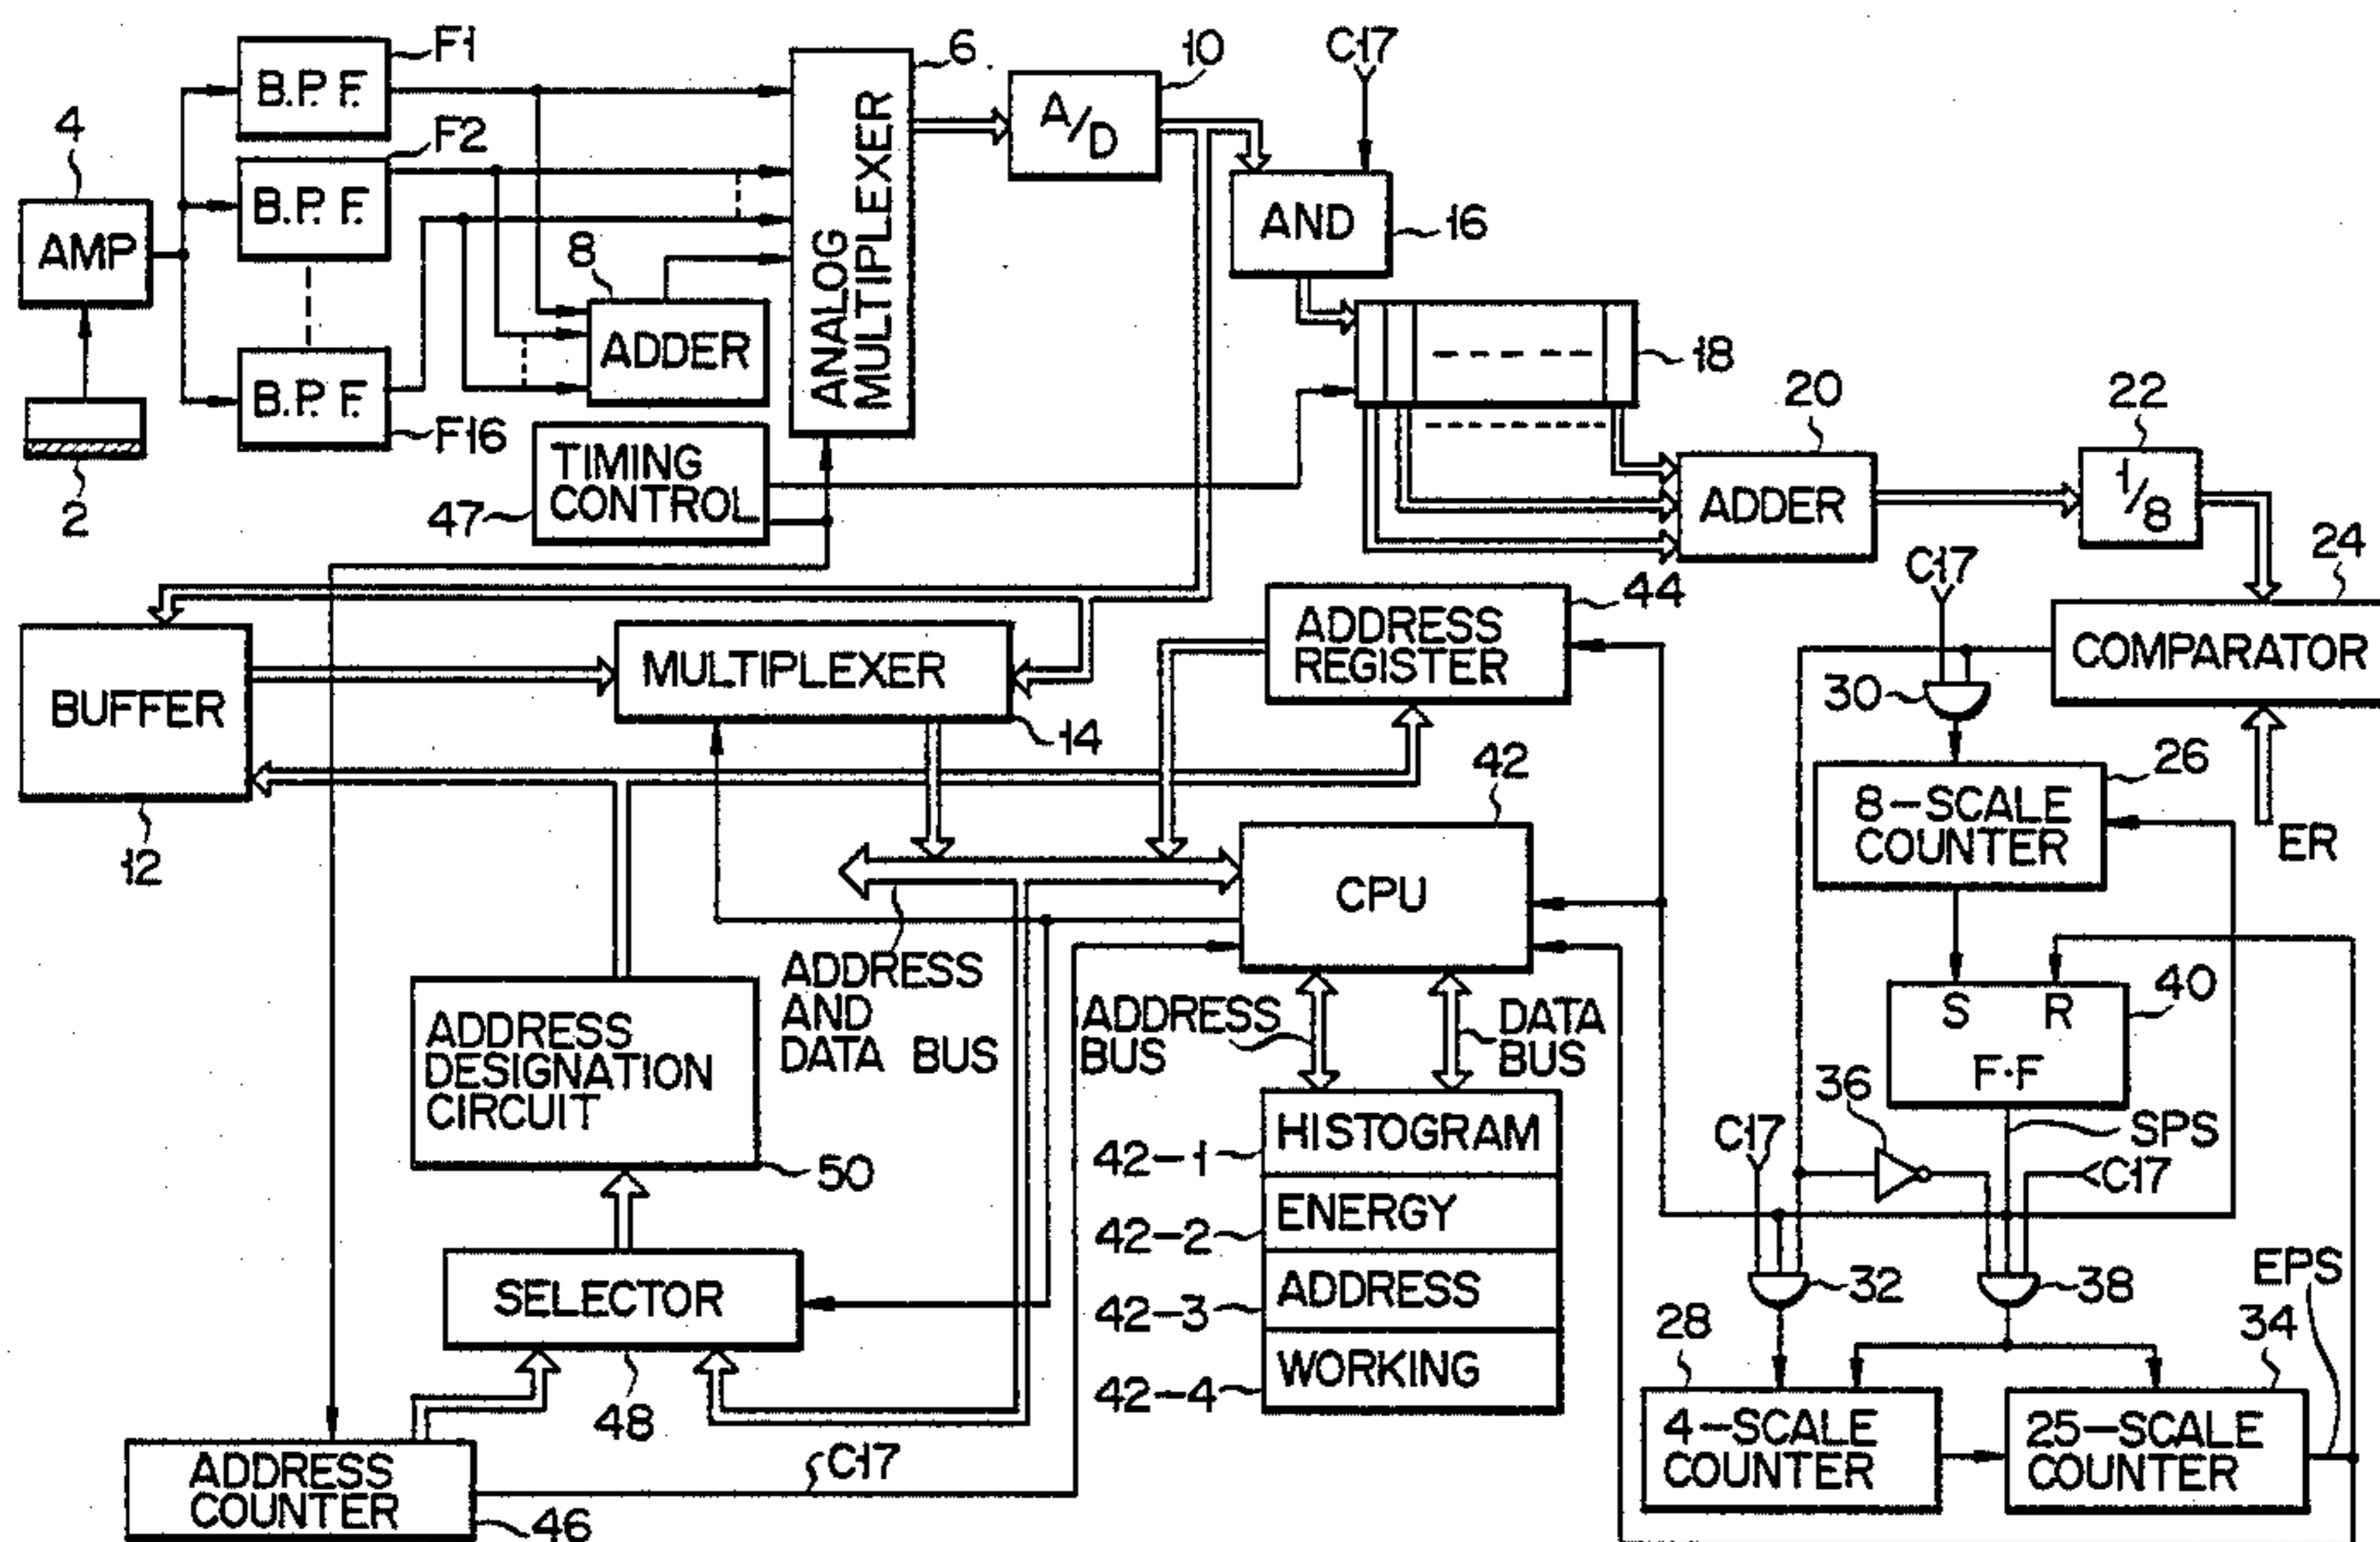 F1
6
10
C17
B.P.F.
4
F2
A/D
B.P.F.
AMP
8
ANALOG
MULTIPLEXER
AND
16
B.P.F.
ADDER
18
F16
2
TIMING
CONTROL
47
20
22
ADDER
1/8
24
C17
44
BUFFER
MULTIPLEXER
ADDRESS
REGISTER
COMPARATOR
30
14
12
42
26
8-SCALE
COUNTER
ER
CPU
ADDRESS
AND
DATA BUS
ADDRESS
BUS
DATA
BUS
S R
F·F
40
ADDRESS
DESIGNATION
CIRCUIT
50
36
SPS
C17
C17
42-1
HISTOGRAM
42-2
ENERGY
42-3
ADDRESS
42-4
WORKING
SELECTOR
48
32
38
EPS
28
34
4-SCALE
COUNTER
25-SCALE
COUNTER
ADDRESS
COUNTER
46
C17